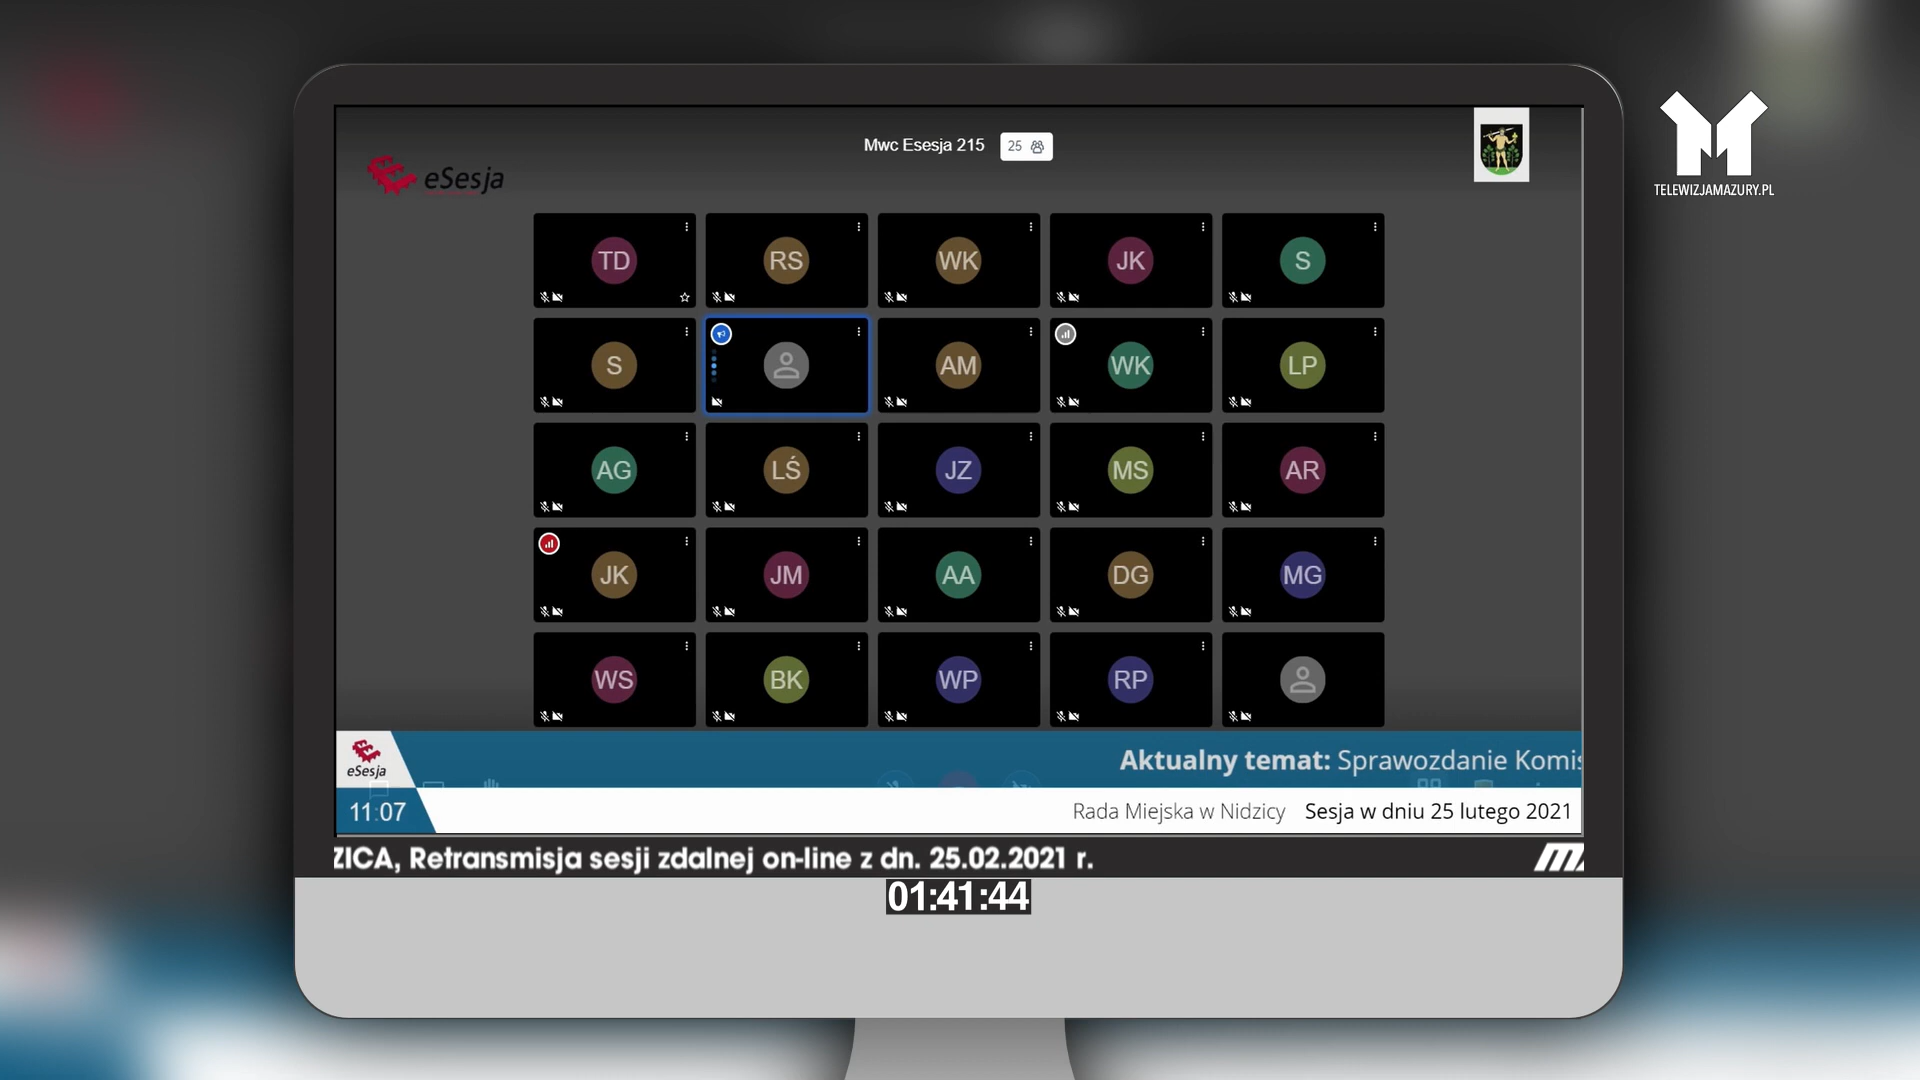 Mwc Esesja 215 25
eSesja
TELEWIZJAMAZURY.PL
TD RS WK JK S
S AM WK LP
AG LŚ JZ MS AR
JK JM AA DG MG
WS BK WP RP
eSesja
Aktualny temat: Sprawozdanie Komis
11:07
Rada Miejska w Nidzicy Sesja w dniu 25 lutego 2021
ZICA, Retransmisja sesji zdalnej on-line z dn. 25.02.2021 r.
01:41:44